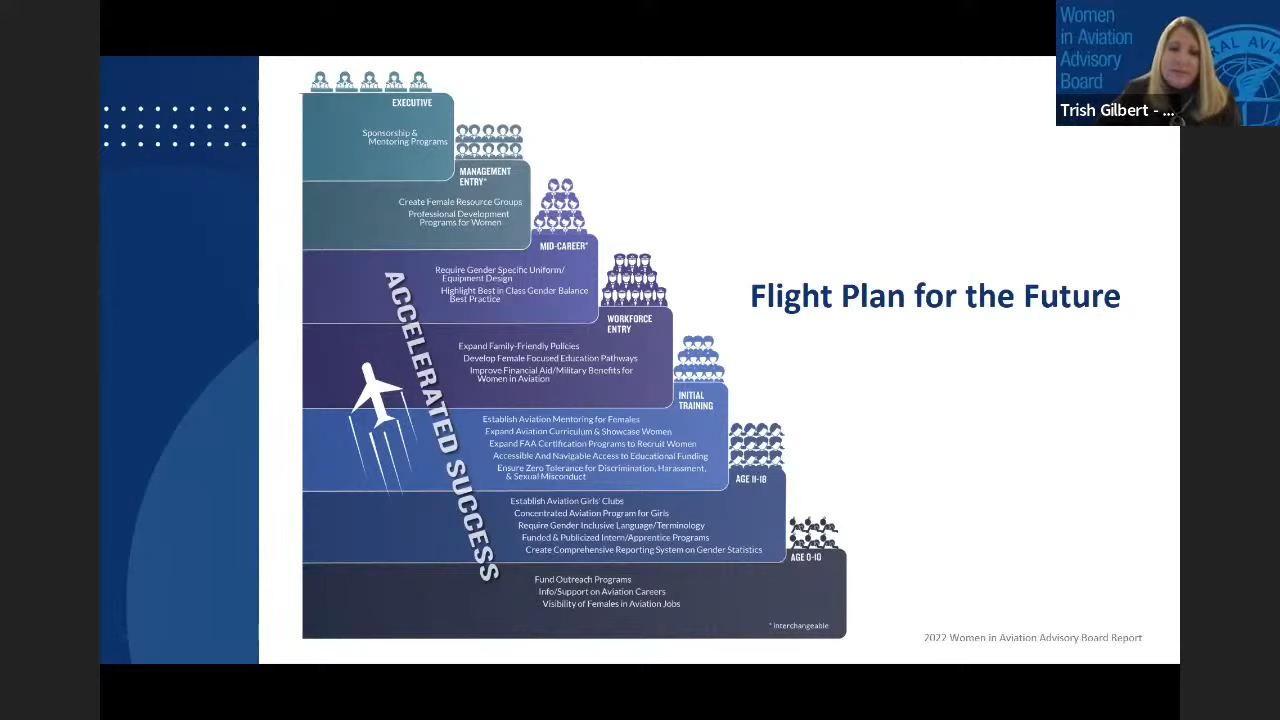 Women
in Aviation
Advisory
Board
RAL AVI
Trish Gilbert - ...
EXECUTIVE
Sponsorship &
Mentoring Programs
MANAGEMENT
ENTRY*
Create Female Resource Groups
Professional Development
Programs for Women
MID-CAREER*
Require Gender Specific Uniform/
Equipment Design
Highlight Best in Class Gender Balance
Best Practice
WORKFORCE
ENTRY
Expand Family-Friendly Policies
Develop Female Focused Education Pathways
Improve Financial Aid/Military Benefits for
Women in Aviation
INITIAL
TRAINING
Establish Aviation Mentoring for Females
Expand Aviation Curriculum & Showcase Women
Expand FAA Certification Programs to Recruit Women
Accessible And Navigable Access to Educational Funding
Ensure Zero Tolerance for Discrimination, Harassment,
& Sexual Misconduct
AGE 11-18
Establish Aviation Girls' Clubs
Concentrated Aviation Program for Girls
Require Gender Inclusive Language/Terminology
Funded & Publicized Intern/Apprentice Programs
Create Comprehensive Reporting System on Gender Statistics
AGE 0-10
Fund Outreach Programs
Info/Support on Aviation Careers
Visibility of Females in Aviation Jobs
* Interchangeable
ACCELERATED SUCCESS
Flight Plan for the Future
2022 Women in Aviation Advisory Board Report